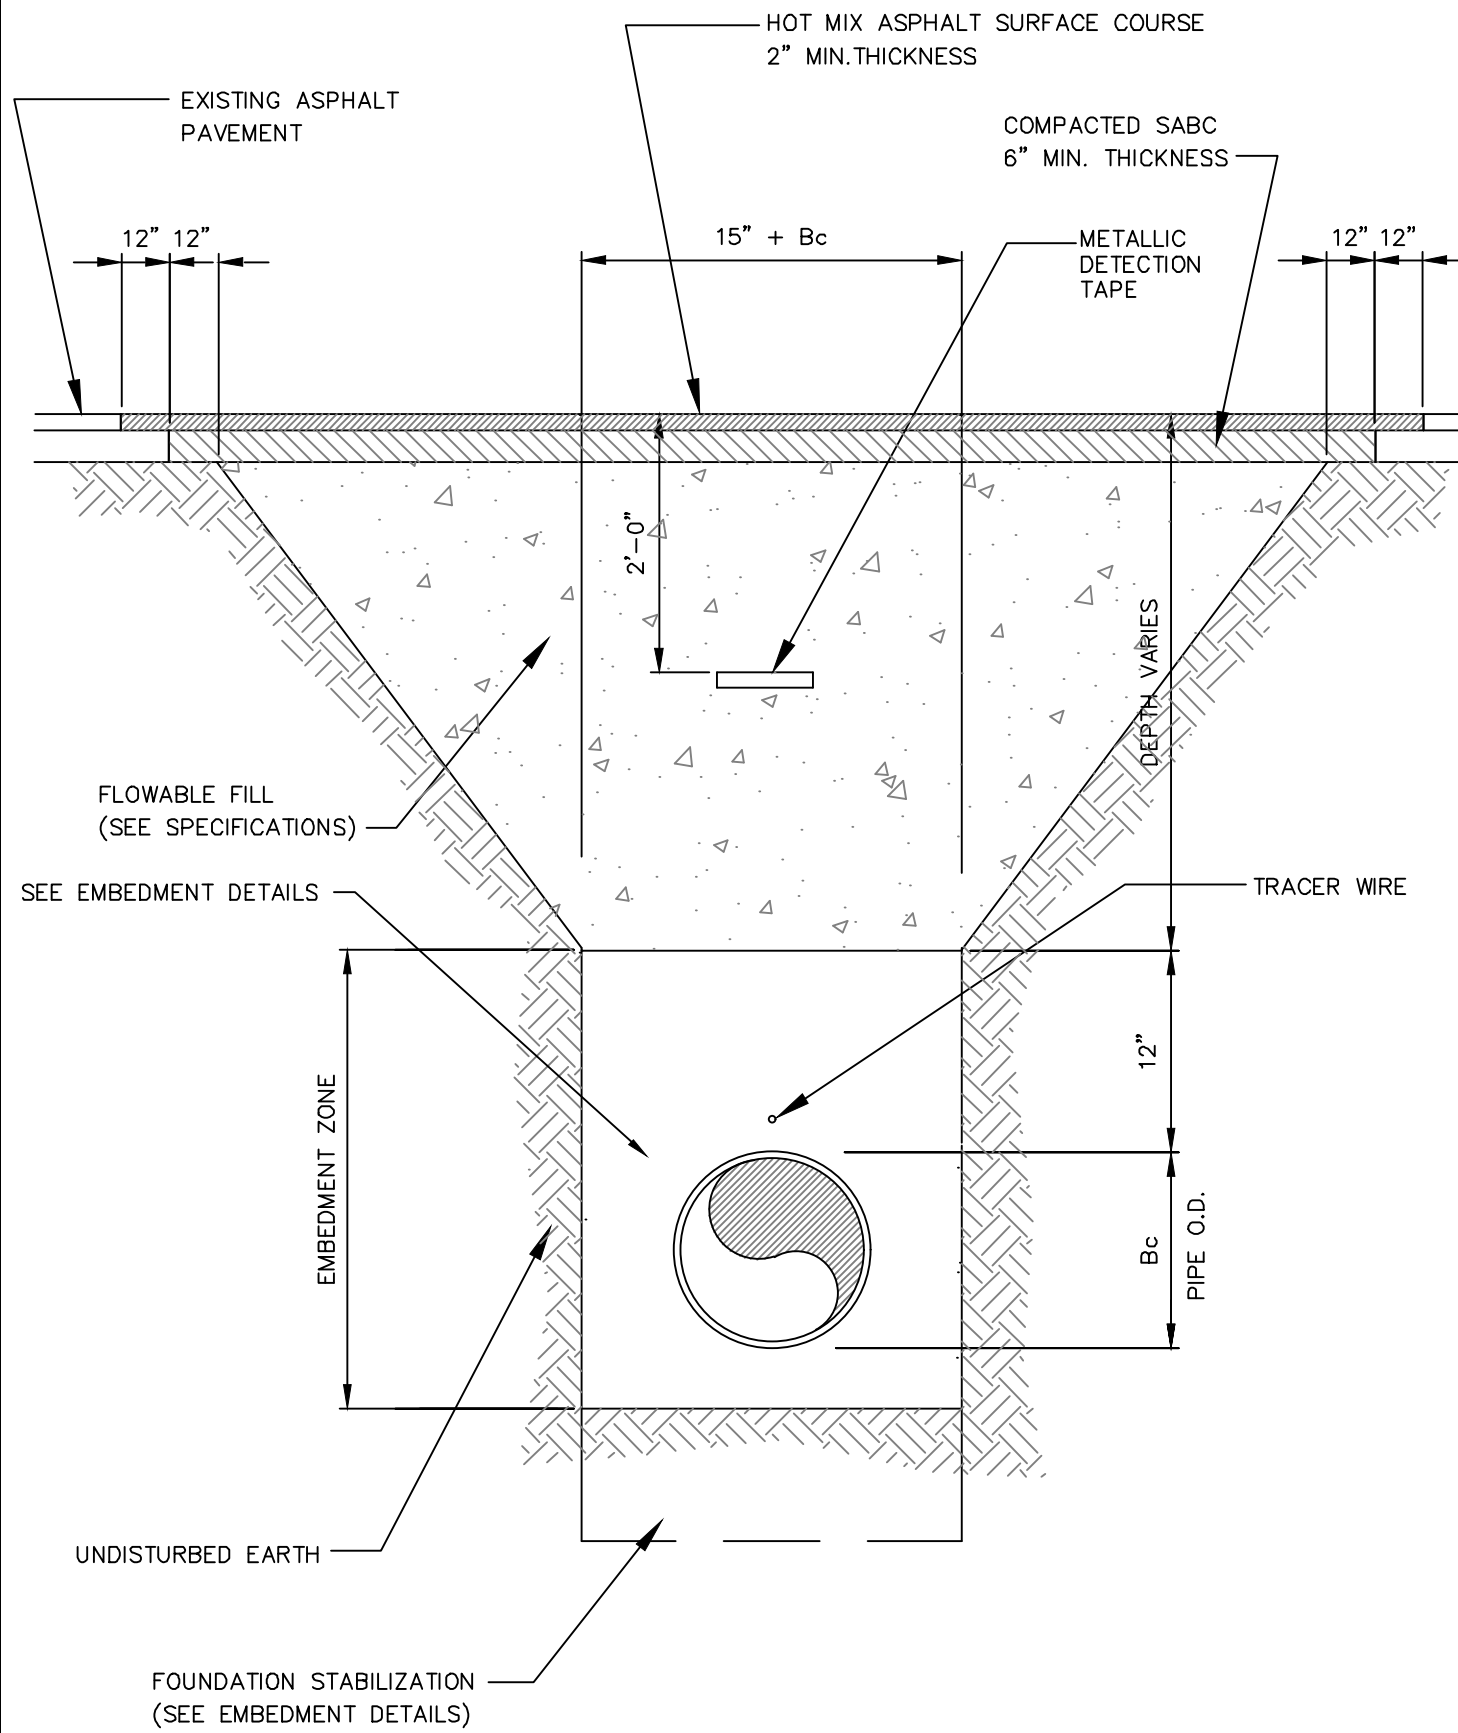 HOT MIX ASPHALT SURFACE COURSE
2" MIN.THICKNESS
EXISTING ASPHALT
PAVEMENT
COMPACTED SABC
6" MIN. THICKNESS
12" 12"
15" + Bc
METALLIC
DETECTION
TAPE
12" 12"
2'-0"
DEPTH VARIES
FLOWABLE FILL
(SEE SPECIFICATIONS)
SEE EMBEDMENT DETAILS
TRACER WIRE
EMBEDMENT ZONE
12"
Bc
PIPE O.D.
UNDISTURBED EARTH
FOUNDATION STABILIZATION
(SEE EMBEDMENT DETAILS)